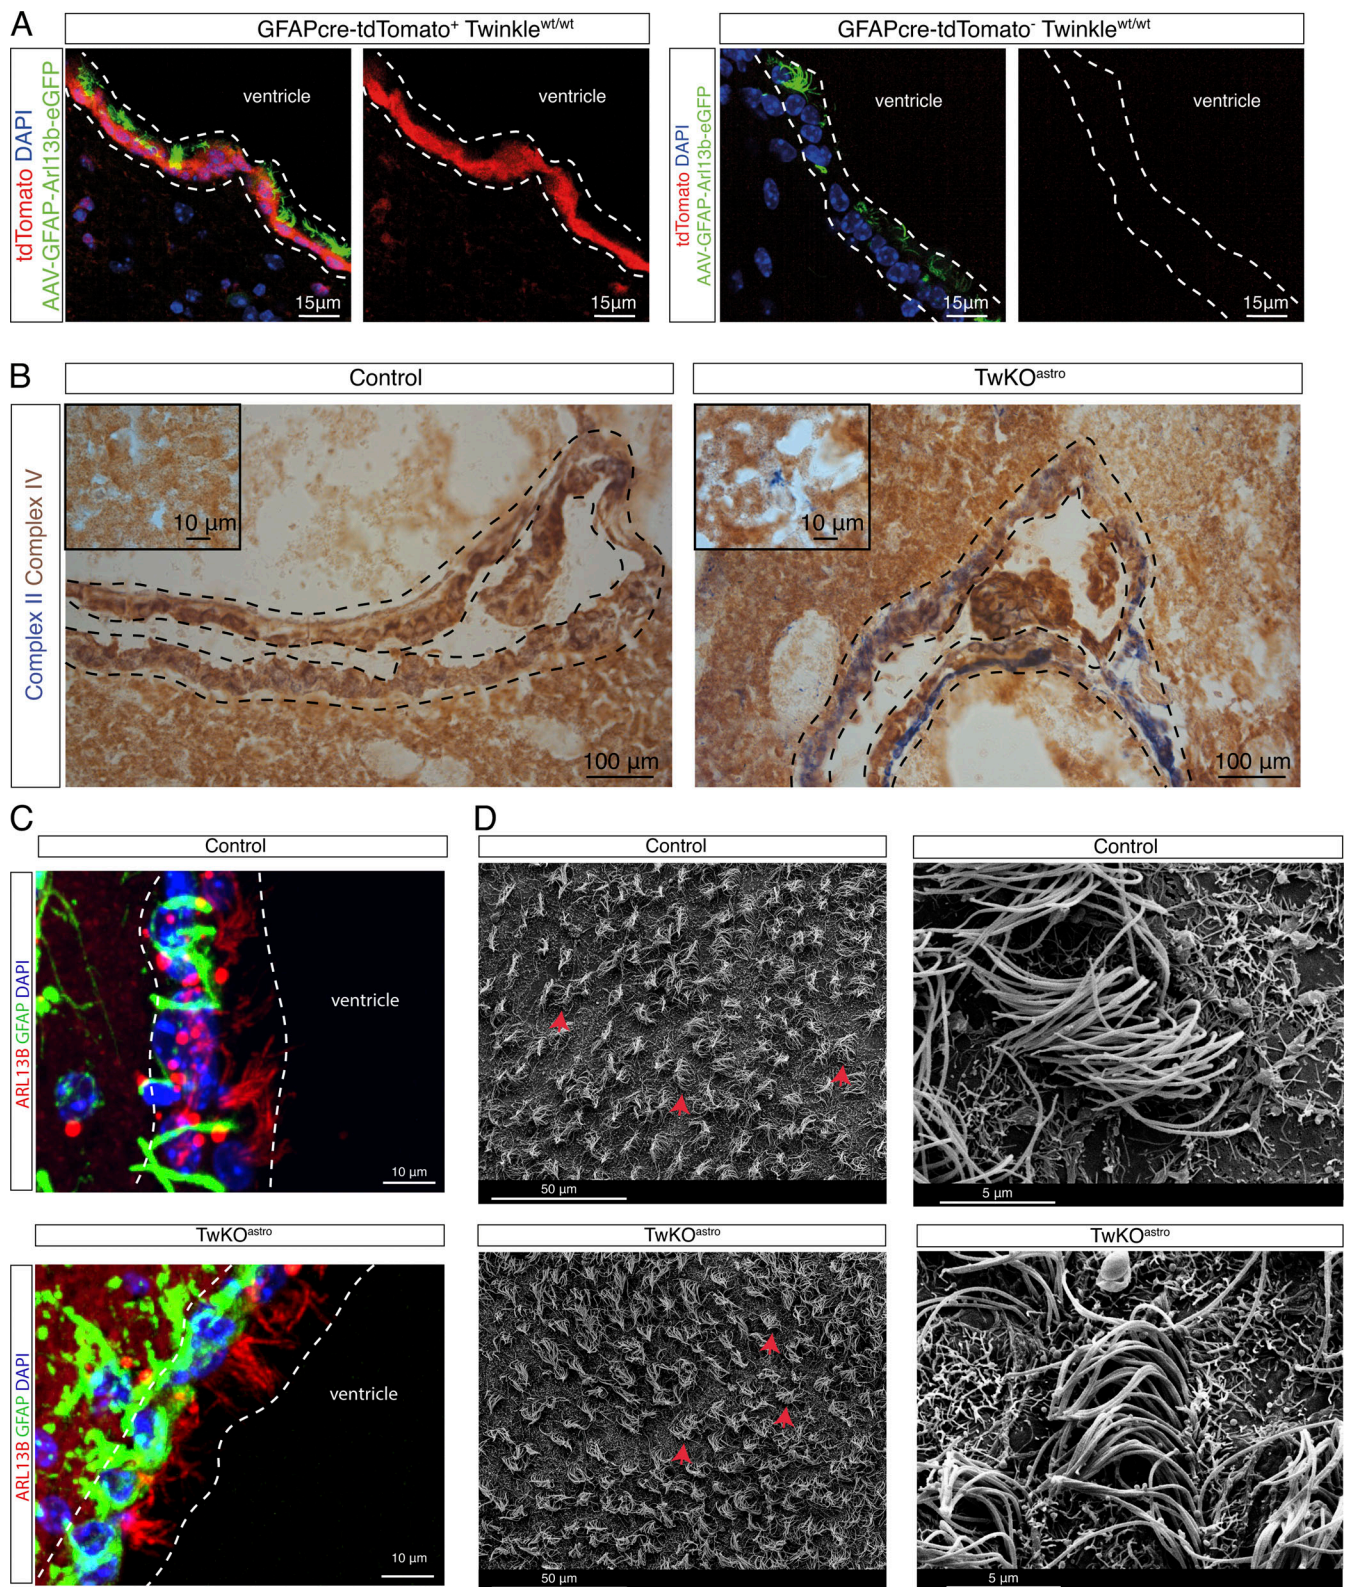 A
GFAPcre-tdTomato⁺ Twinkleʷᵗ/ʷᵗ
GFAPcre-tdTomato⁻ Twinkleʷᵗ/ʷᵗ
tdTomato DAPI
AAV-GFAP-Arl13b-eGFP
ventricle
15μm
ventricle
15μm
tdTomato DAPI
AAV-GFAP-Arl13b-eGFP
ventricle
15μm
ventricle
15μm
B
Control
TwKOᵃˢᵗʳᵒ
Complex II Complex IV
10 μm
100 μm
10 μm
100 μm
C
Control
ARL13B GFAP DAPI
ventricle
10 μm
TwKOᵃˢᵗʳᵒ
ARL13B GFAP DAPI
ventricle
10 μm
D
Control
50 μm
Control
5 μm
TwKOᵃˢᵗʳᵒ
50 μm
TwKOᵃˢᵗʳᵒ
5 μm